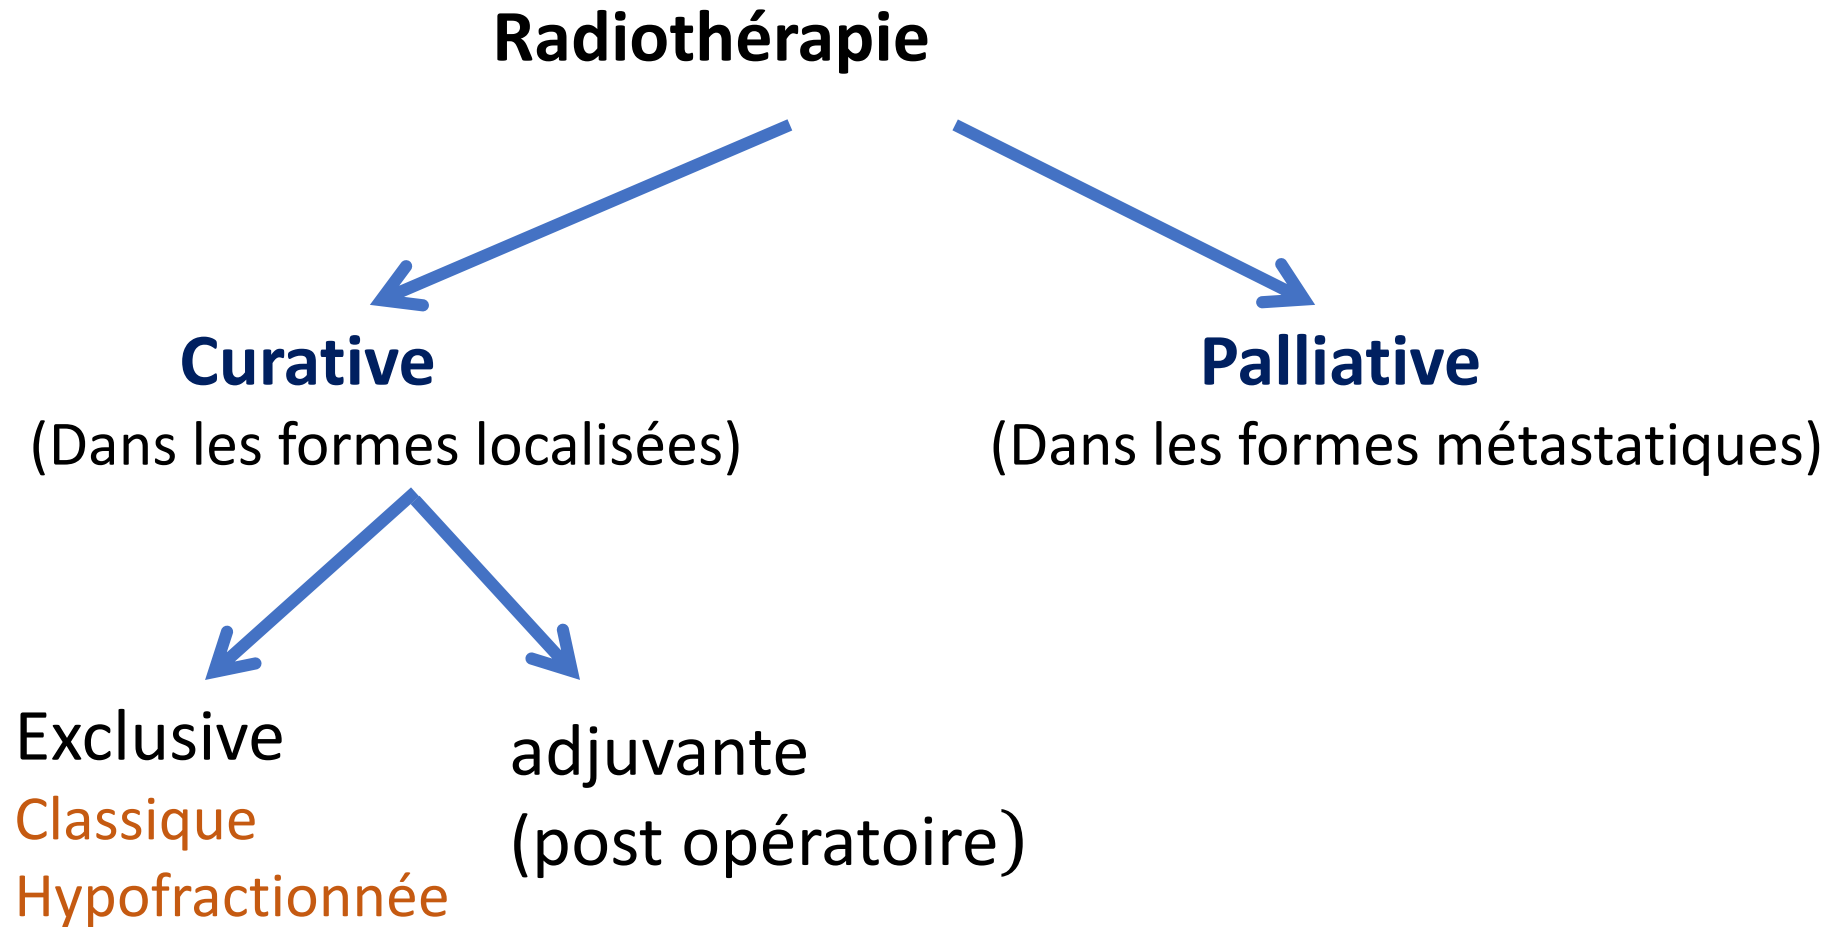 Radiothérapie
Curative
(Dans les formes localisées)
Palliative
(Dans les formes métastatiques)
Exclusive
Classique
Hypofractionnée
adjuvante
(post opératoire)